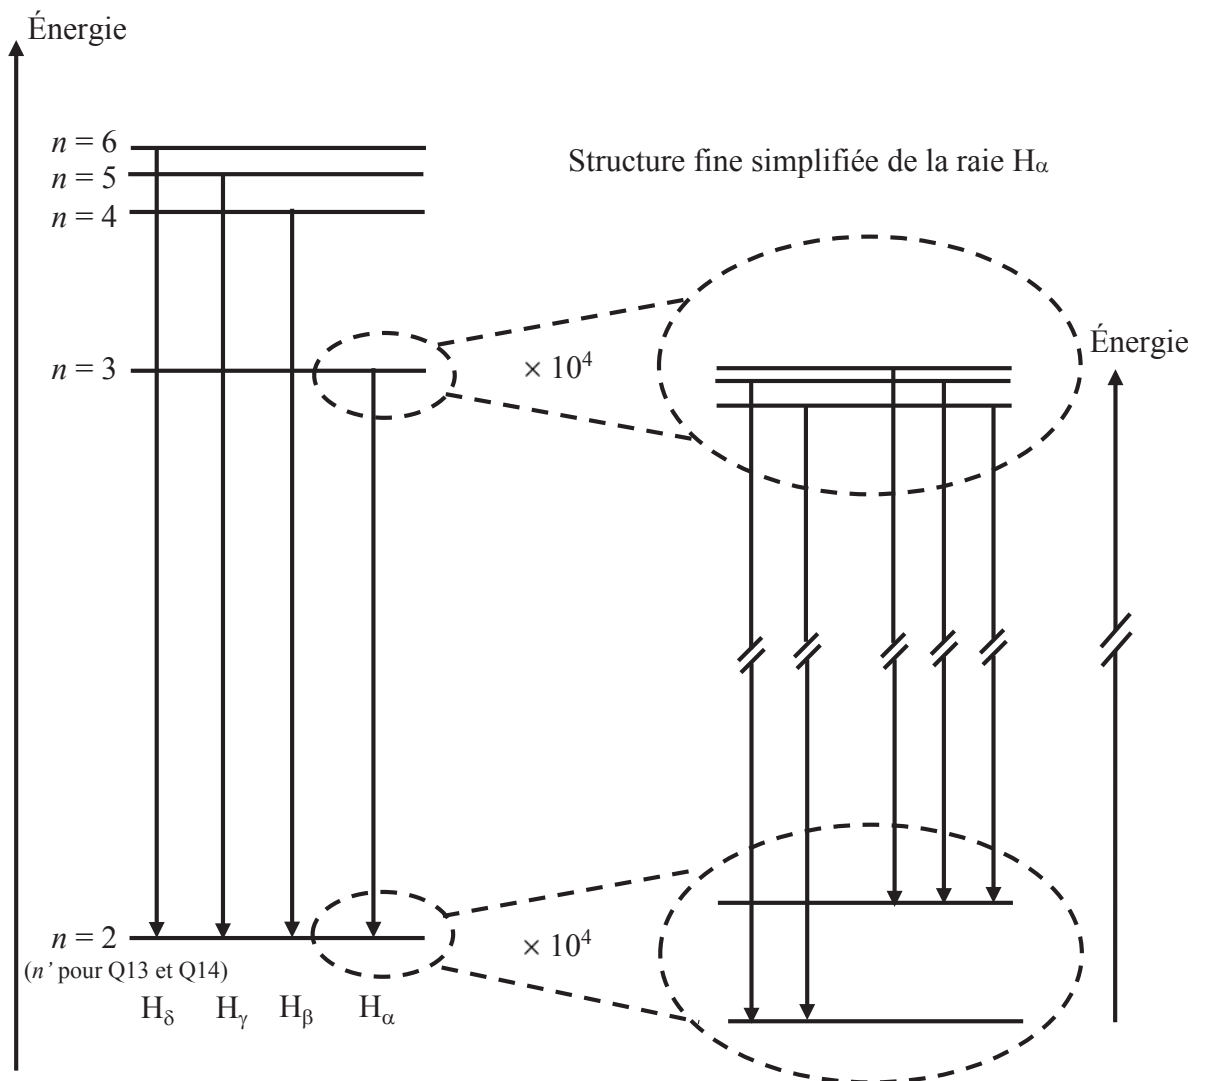 Énergie
n = 6
n = 5
n = 4
Structure fine simplifiée de la raie Hα
n = 3
× 10⁴
Énergie
n = 2
(n’ pour Q13 et Q14)
× 10⁴
Hδ Hγ Hβ Hα